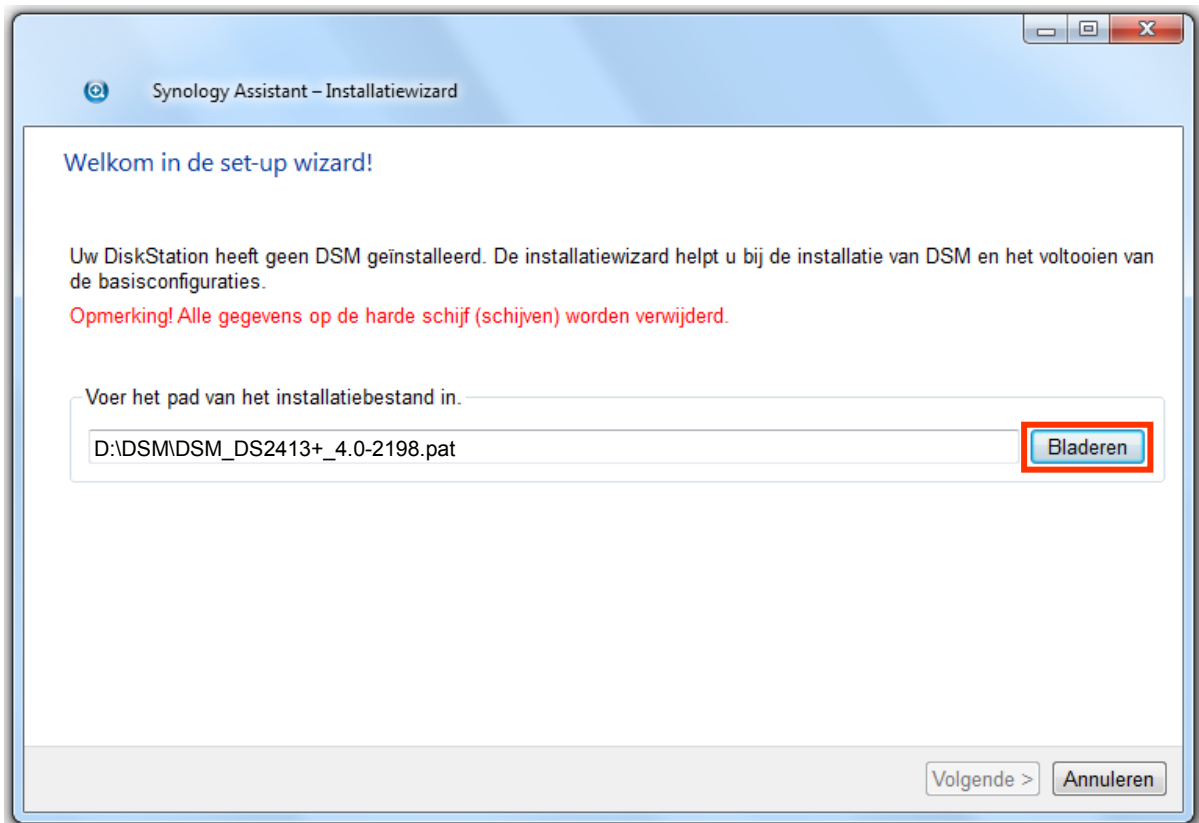 Synology Assistant – Installatiewizard
Welkom in de set-up wizard!
Uw DiskStation heeft geen DSM geïnstalleerd. De installatiewizard helpt u bij de installatie van DSM en het voltooien van
de basisconfiguraties.
Opmerking! Alle gegevens op de harde schijf (schijven) worden verwijderd.
Voer het pad van het installatiebestand in.
D:\DSM\DSM_DS2413+_4.0-2198.pat Bladeren
Volgende > Annuleren